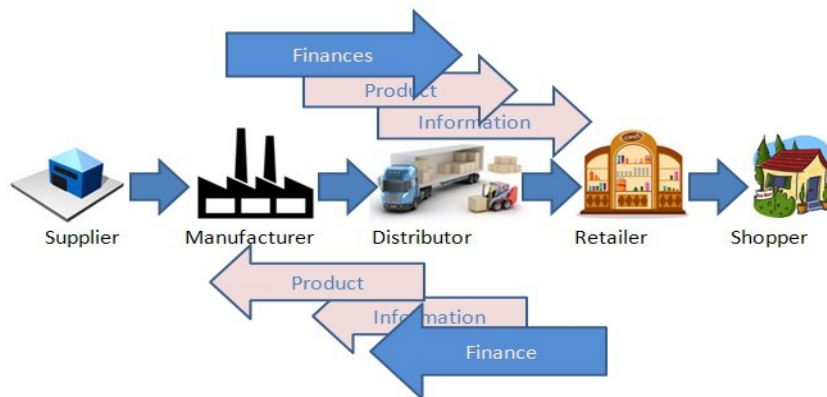 Finances
Product
Information
Supplier Manufacturer Distributor Retailer Shopper
Product
Information
Finance